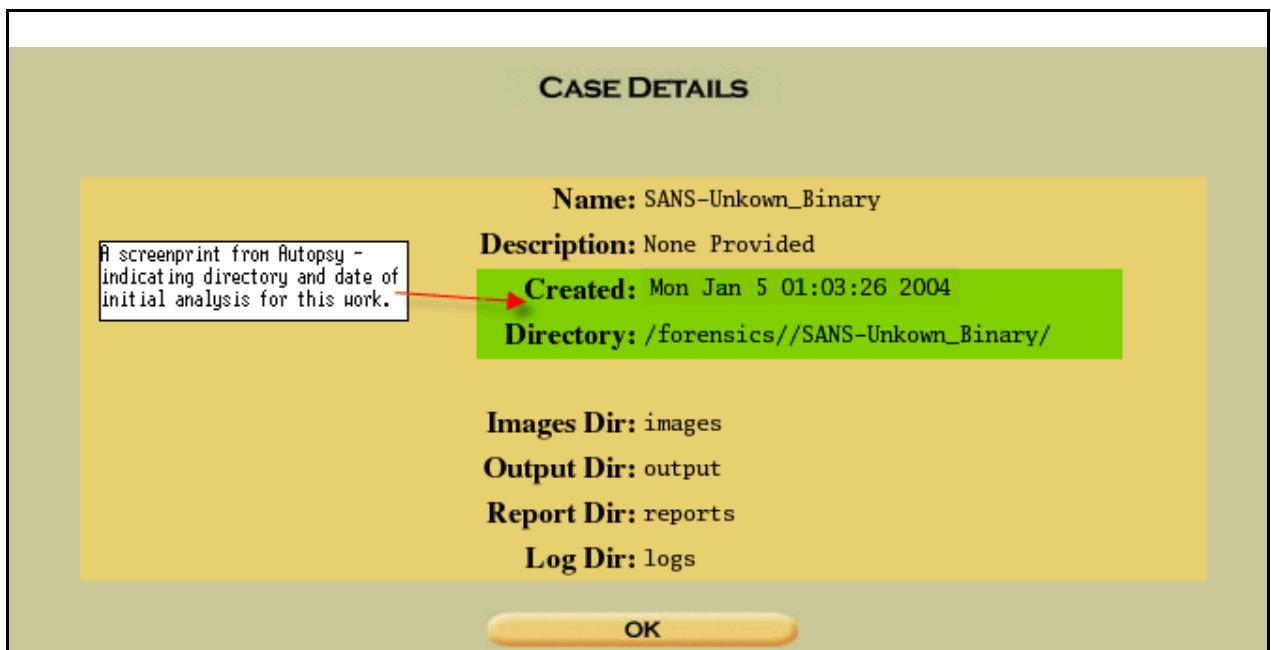 CASE DETAILS
Name: SANS-Unkown_Binary
Description: None Provided
A screenprint from Autopsy -
indicating directory and date of
initial analysis for this work.
Created: Mon Jan 5 01:03:26 2004
Directory: /forensics//SANS-Unkown_Binary/
Images Dir: images
Output Dir: output
Report Dir: reports
Log Dir: logs
OK